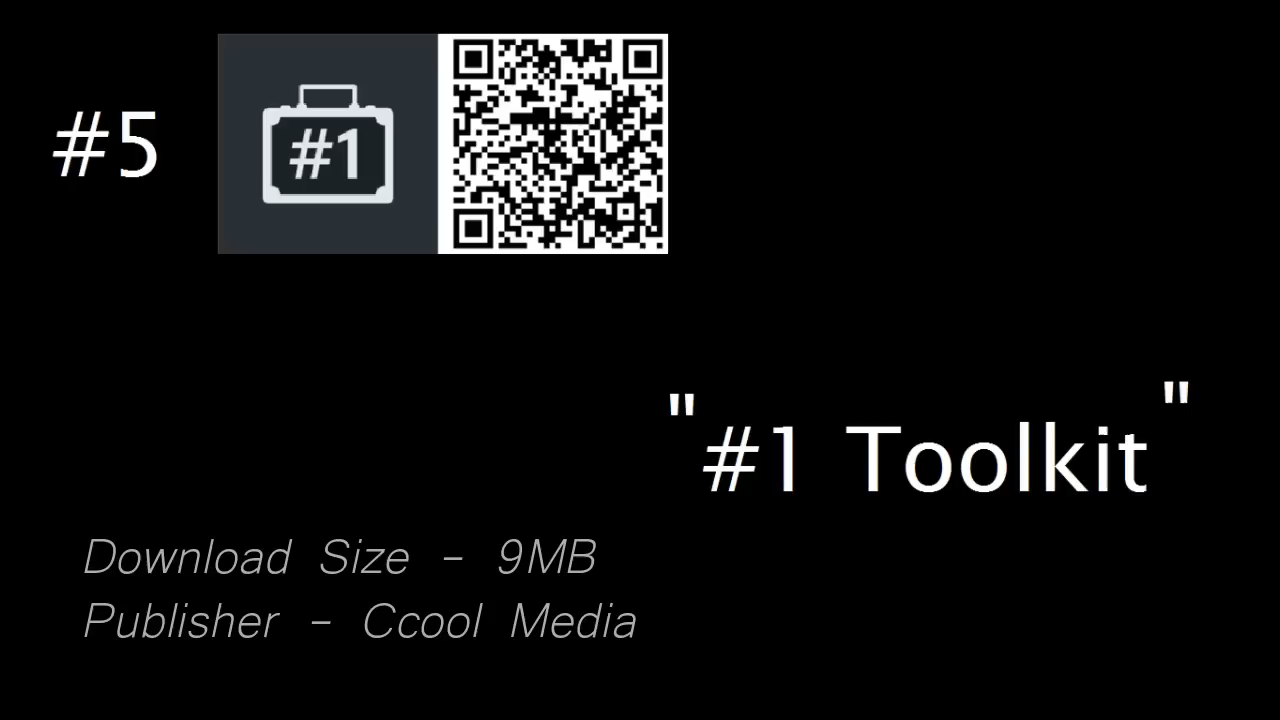 #5
#1
"#1 Toolkit"
Download Size - 9MB
Publisher - Ccool Media